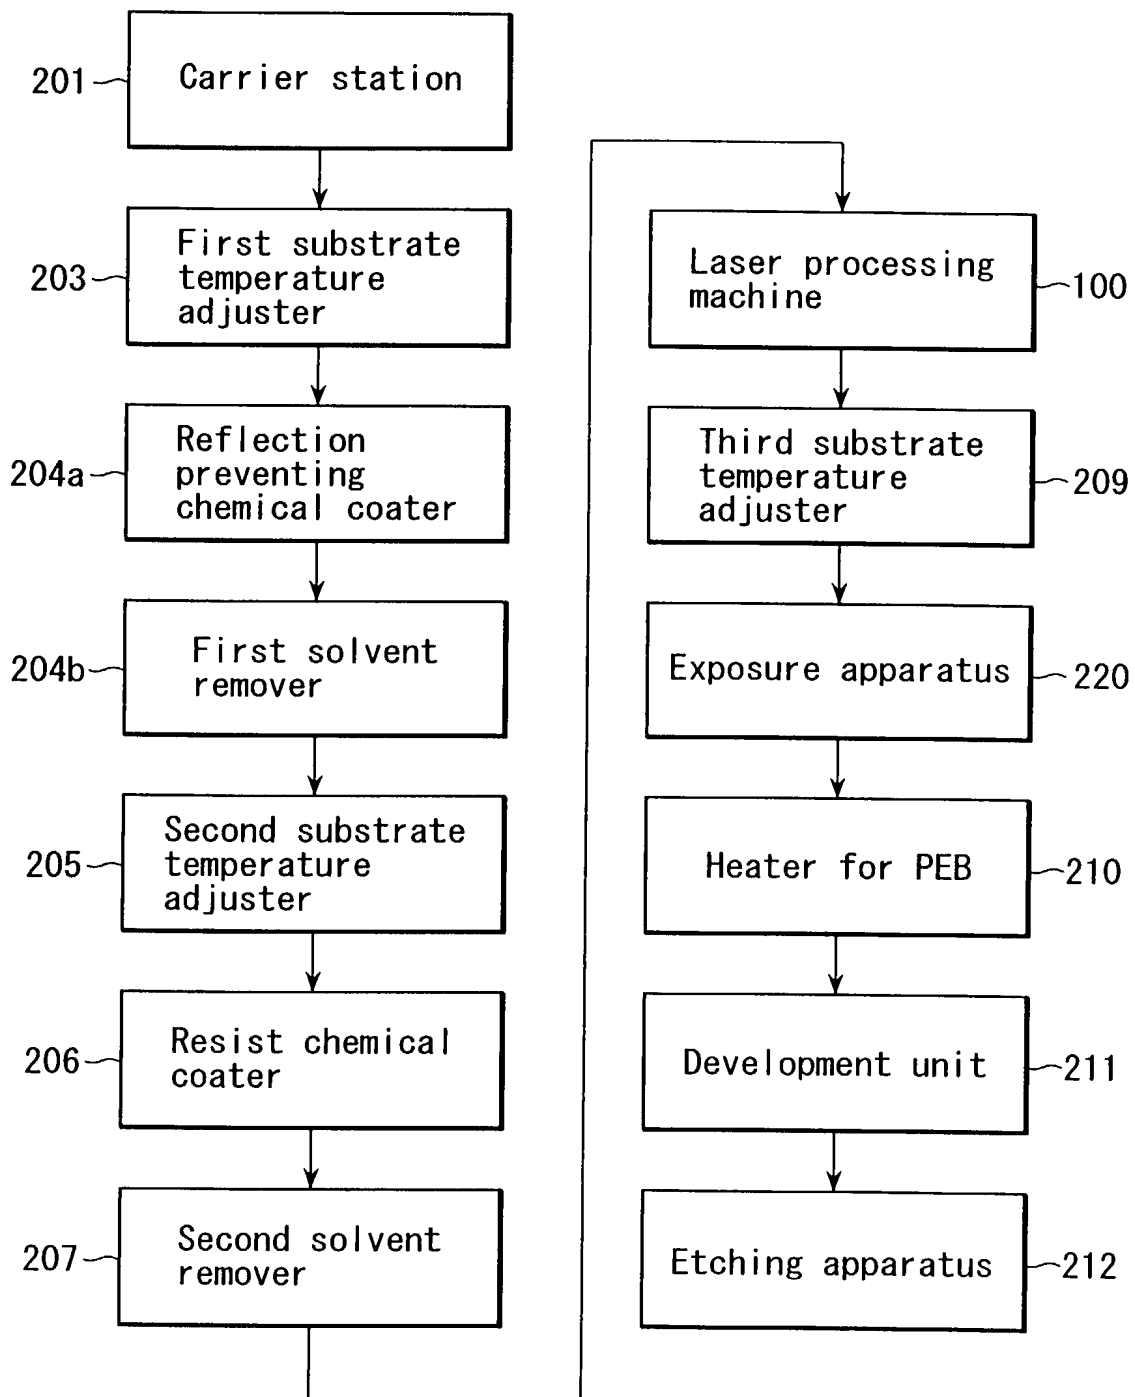 201
Carrier station
203
First substrate
temperature
adjuster
204a
Reflection
preventing
chemical coater
204b
First solvent
remover
205
Second substrate
temperature
adjuster
206
Resist chemical
coater
207
Second solvent
remover
Laser processing
machine
100
Third substrate
temperature
adjuster
209
Exposure apparatus
220
Heater for PEB
210
Development unit
211
Etching apparatus
212